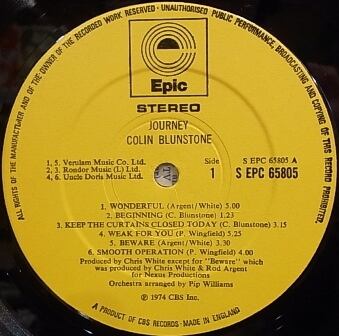 ALL RIGHTS OF THE MANUFACTURER AND OF THE OWNER OF THE RECORDED WORK RESERVED · UNAUTHORISED PUBLIC PERFORMANCE, BROADCASTING AND COPYING OF THIS RECORD PROHIBITED.
Epic
STEREO
JOURNEY
COLIN BLUNSTONE
1, 5. Verulam Music Co. Ltd.
2, 3. Rondor Music (L) Ltd.
4, 6. Uncle Doris Music Ltd.
Side
1
S EPC 65805 A
S EPC 65805
1. WONDERFUL (Argent/White) 5.00
2. BEGINNING (C. Blunstone) 1.23
3. KEEP THE CURTAINS CLOSED TODAY (C. Blunstone) 3.15
4. WEAK FOR YOU (P. Wingfield) 5.25
5. BEWARE (Argent/White) 3.30
6. SMOOTH OPERATION (P. Wingfield) 4.00
Produced by Chris White except for "Beware" which
was produced by Chris White & Rod Argent
for Nexus Productions
Orchestra arranged by Pip Williams
℗ 1974 CBS Inc.
A PRODUCT OF CBS RECORDS · MADE IN ENGLAND